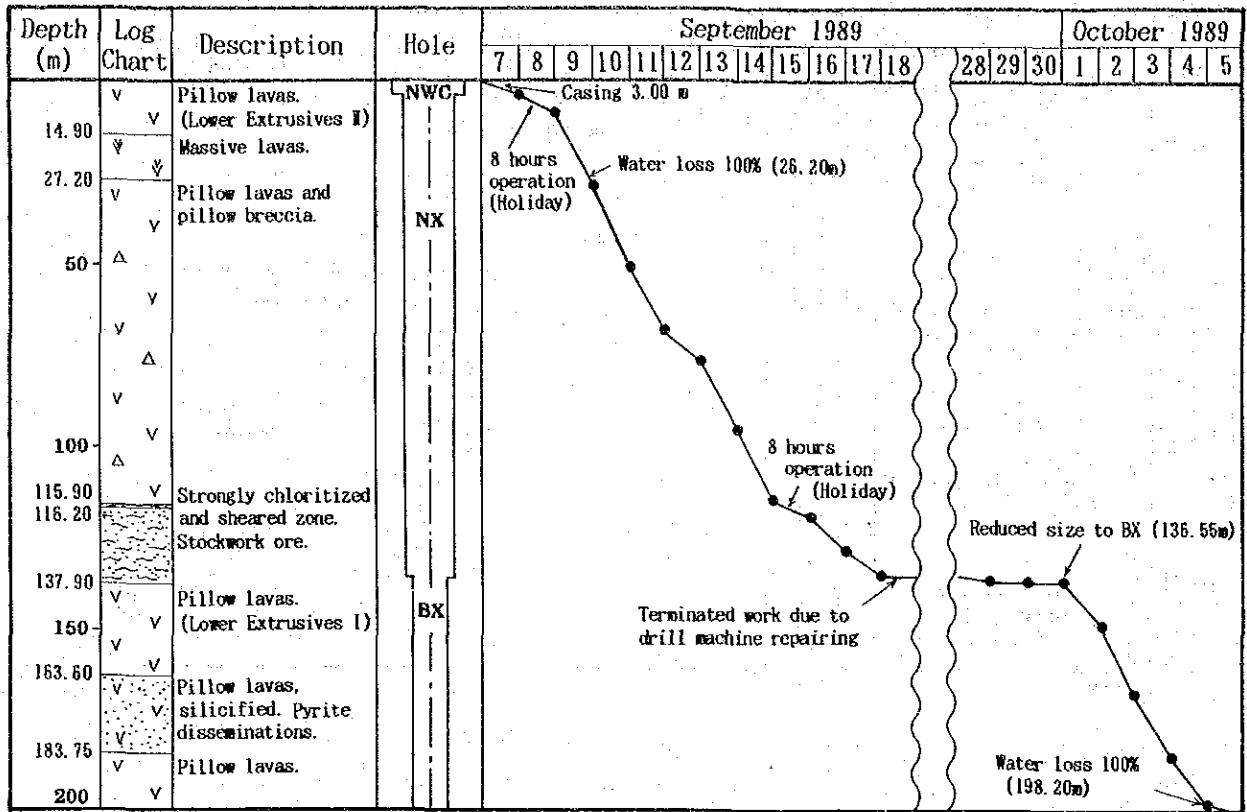 Depth (m)
Log Chart
Description
Hole
September 1989
October 1989
7 8 9 10 11 12 13 14 15 16 17 18 28 29 30 1 2 3 4 5
14.90
27.20
50
100
115.90
116.20
137.90
150
163.60
183.75
200
Pillow lavas.
(Lower Extrusives Ⅱ)
Massive lavas.
Pillow lavas and
pillow breccia.
Strongly chloritized
and sheared zone.
Stockwork ore.
Pillow lavas.
(Lower Extrusives I)
Pillow lavas,
silicified. Pyrite
disseminations.
Pillow lavas.
NWC
NX
BX
Casing 3.00 m
8 hours
operation
(Holiday)
Water loss 100% (26.20m)
8 hours
operation
(Holiday)
Terminated work due to
drill machine repairing
Reduced size to BX (136.55m)
Water loss 100%
(198.20m)